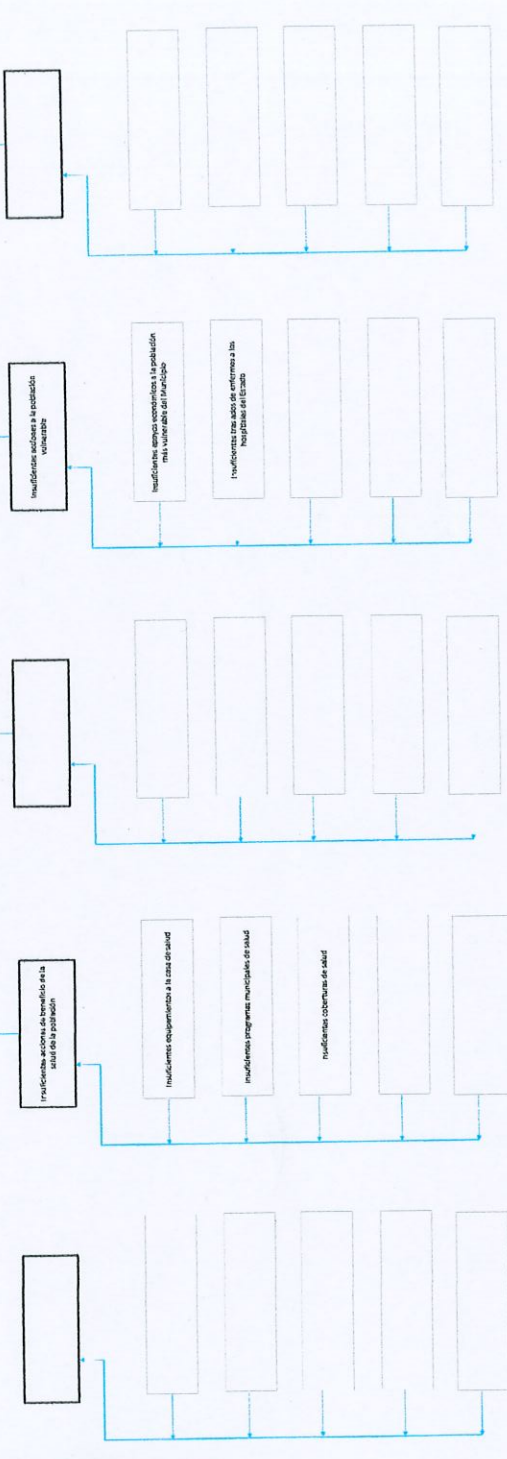 Insuficientes acciones de beneficio de la
salud de la población
Insuficientes equipamientos a la casa de salud
Insuficientes programas municipales de salud
nsuficientes coberturas de salud
Insuficientes acciones a la población
vulnerable
Insuficientes apoyos económicos a la población
más vulnerable del Municipio
Insuficientes traslados de enfermos a los
hospitales del Estado